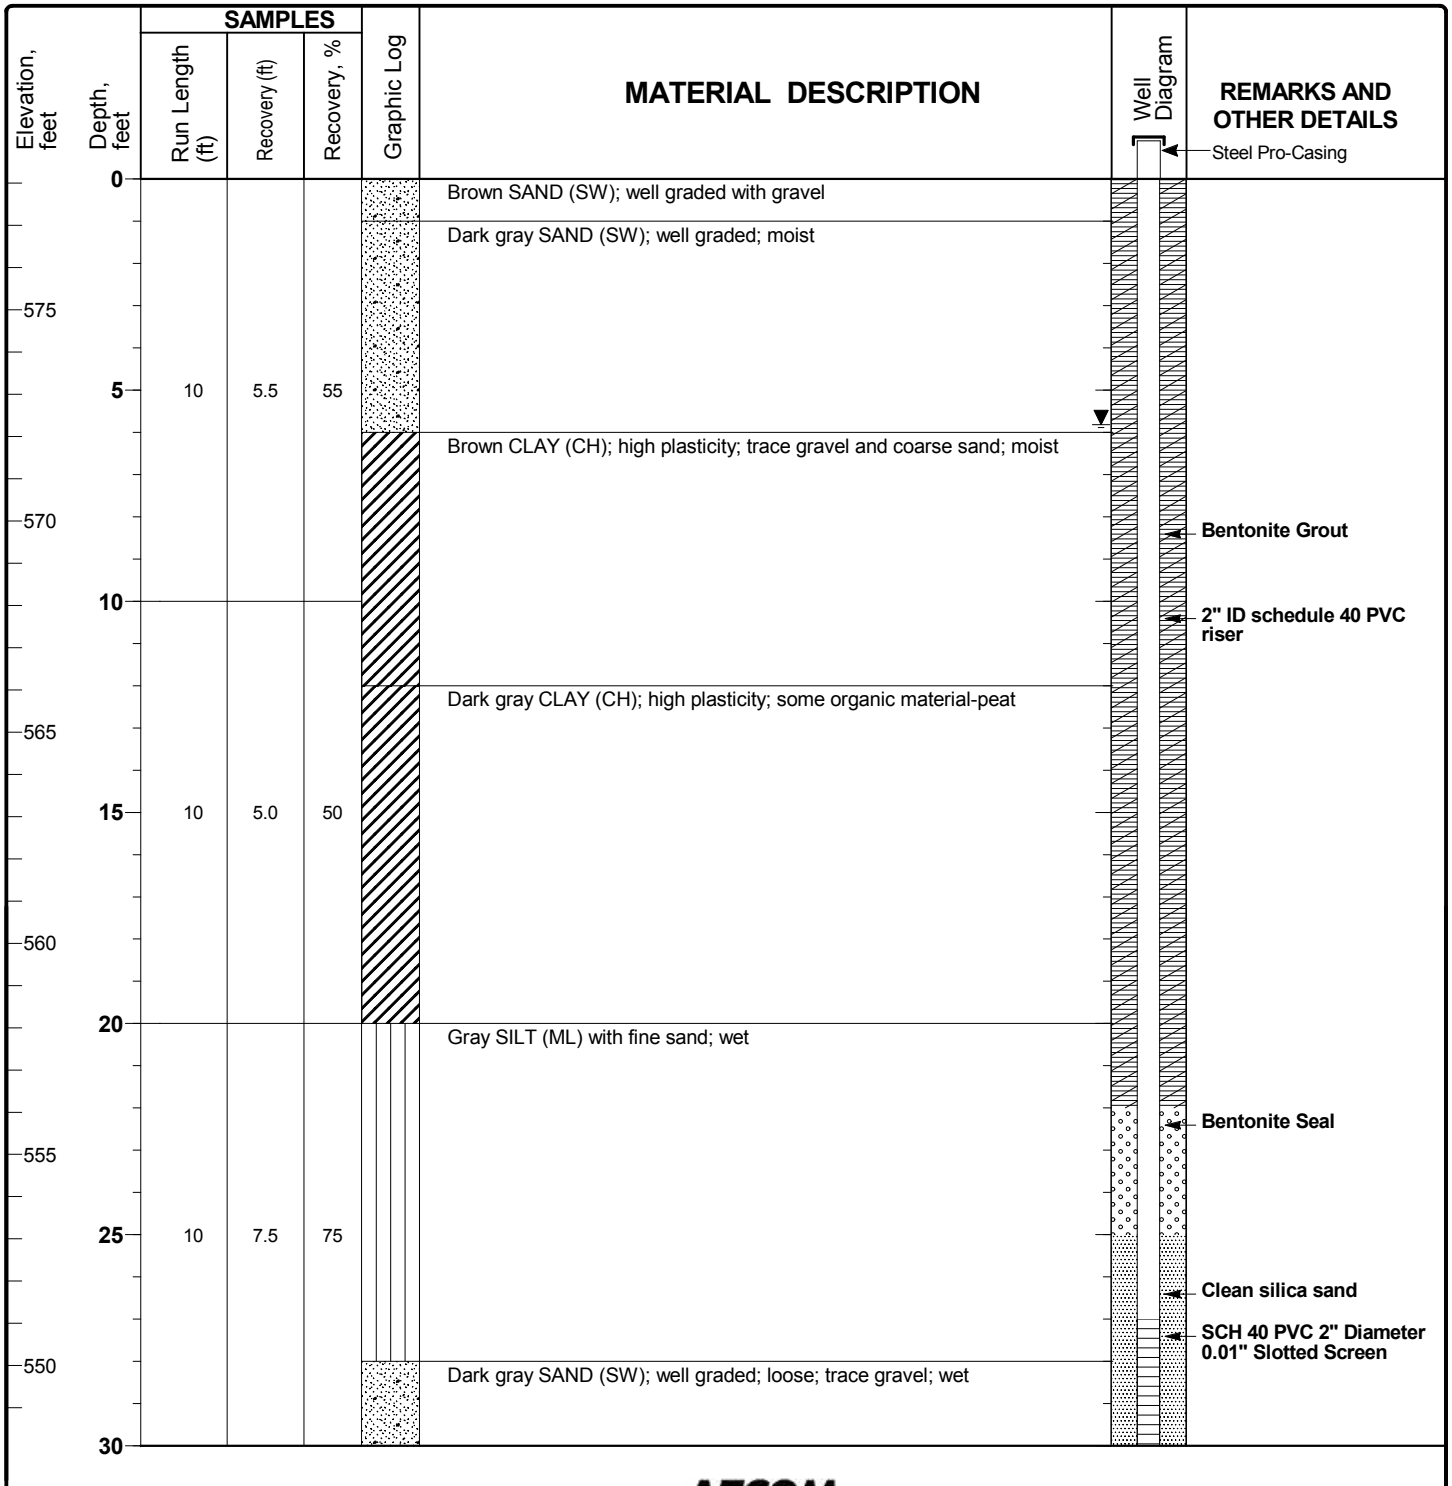 SAMPLES
Elevation,
feet
Depth,
feet
Run Length
(ft)
Recovery (ft)
Recovery, %
Graphic Log
MATERIAL DESCRIPTION
Well
Diagram
REMARKS AND
OTHER DETAILS
Steel Pro-Casing
0
Brown SAND (SW); well graded with gravel
Dark gray SAND (SW); well graded; moist
575
5 10 5.5 55
Brown CLAY (CH); high plasticity; trace gravel and coarse sand; moist
570
Bentonite Grout
10
2" ID schedule 40 PVC
riser
Dark gray CLAY (CH); high plasticity; some organic material-peat
565
15 10 5.0 50
560
20
Gray SILT (ML) with fine sand; wet
Bentonite Seal
555
25 10 7.5 75
Clean silica sand
SCH 40 PVC 2" Diameter
0.01" Slotted Screen
550
Dark gray SAND (SW); well graded; loose; trace gravel; wet
30